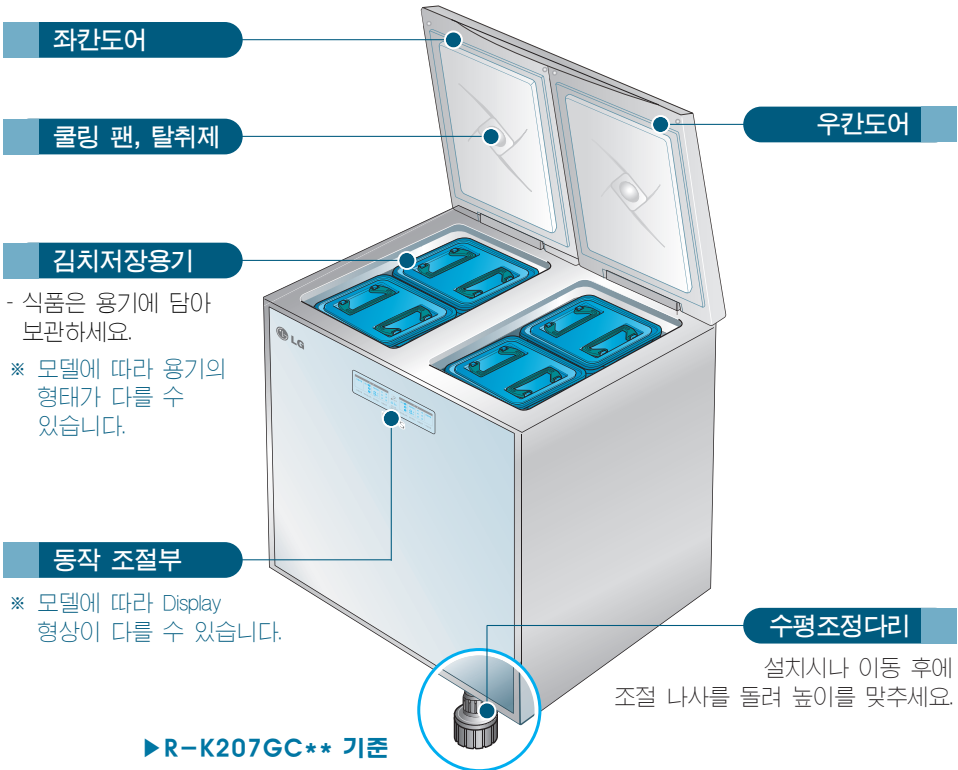 좌칸도어
쿨링 팬, 탈취제
우칸도어
김치저장용기
- 식품은 용기에 담아
보관하세요.
※ 모델에 따라 용기의
형태가 다를 수
있습니다.
LG
동작 조절부
※ 모델에 따라 Display
형상이 다를 수 있습니다.
수평조정다리
설치시나 이동 후에
조절 나사를 돌려 높이를 맞추세요.
▶R-K207GC** 기준